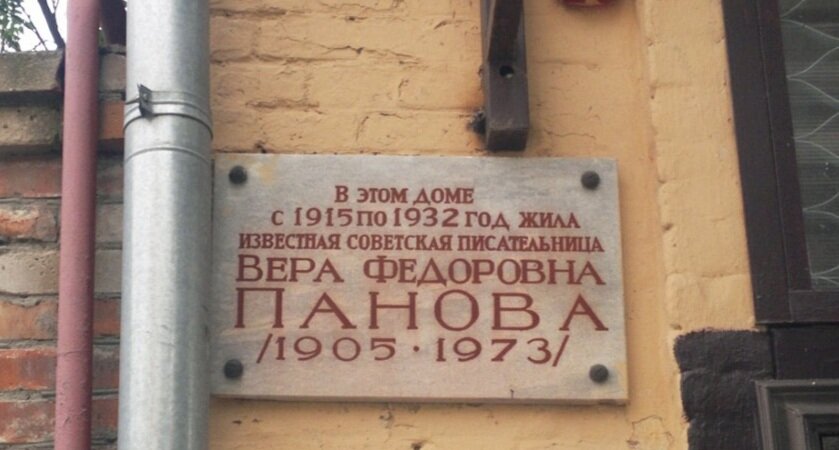 В ЭТОМ ДОМЕ
С 1915 ПО 1932 ГОД ЖИЛА
ИЗВЕСТНАЯ СОВЕТСКАЯ ПИСАТЕЛЬНИЦА
ВЕРА ФЕДОРОВНА
ПАНОВА
/1905 · 1973/